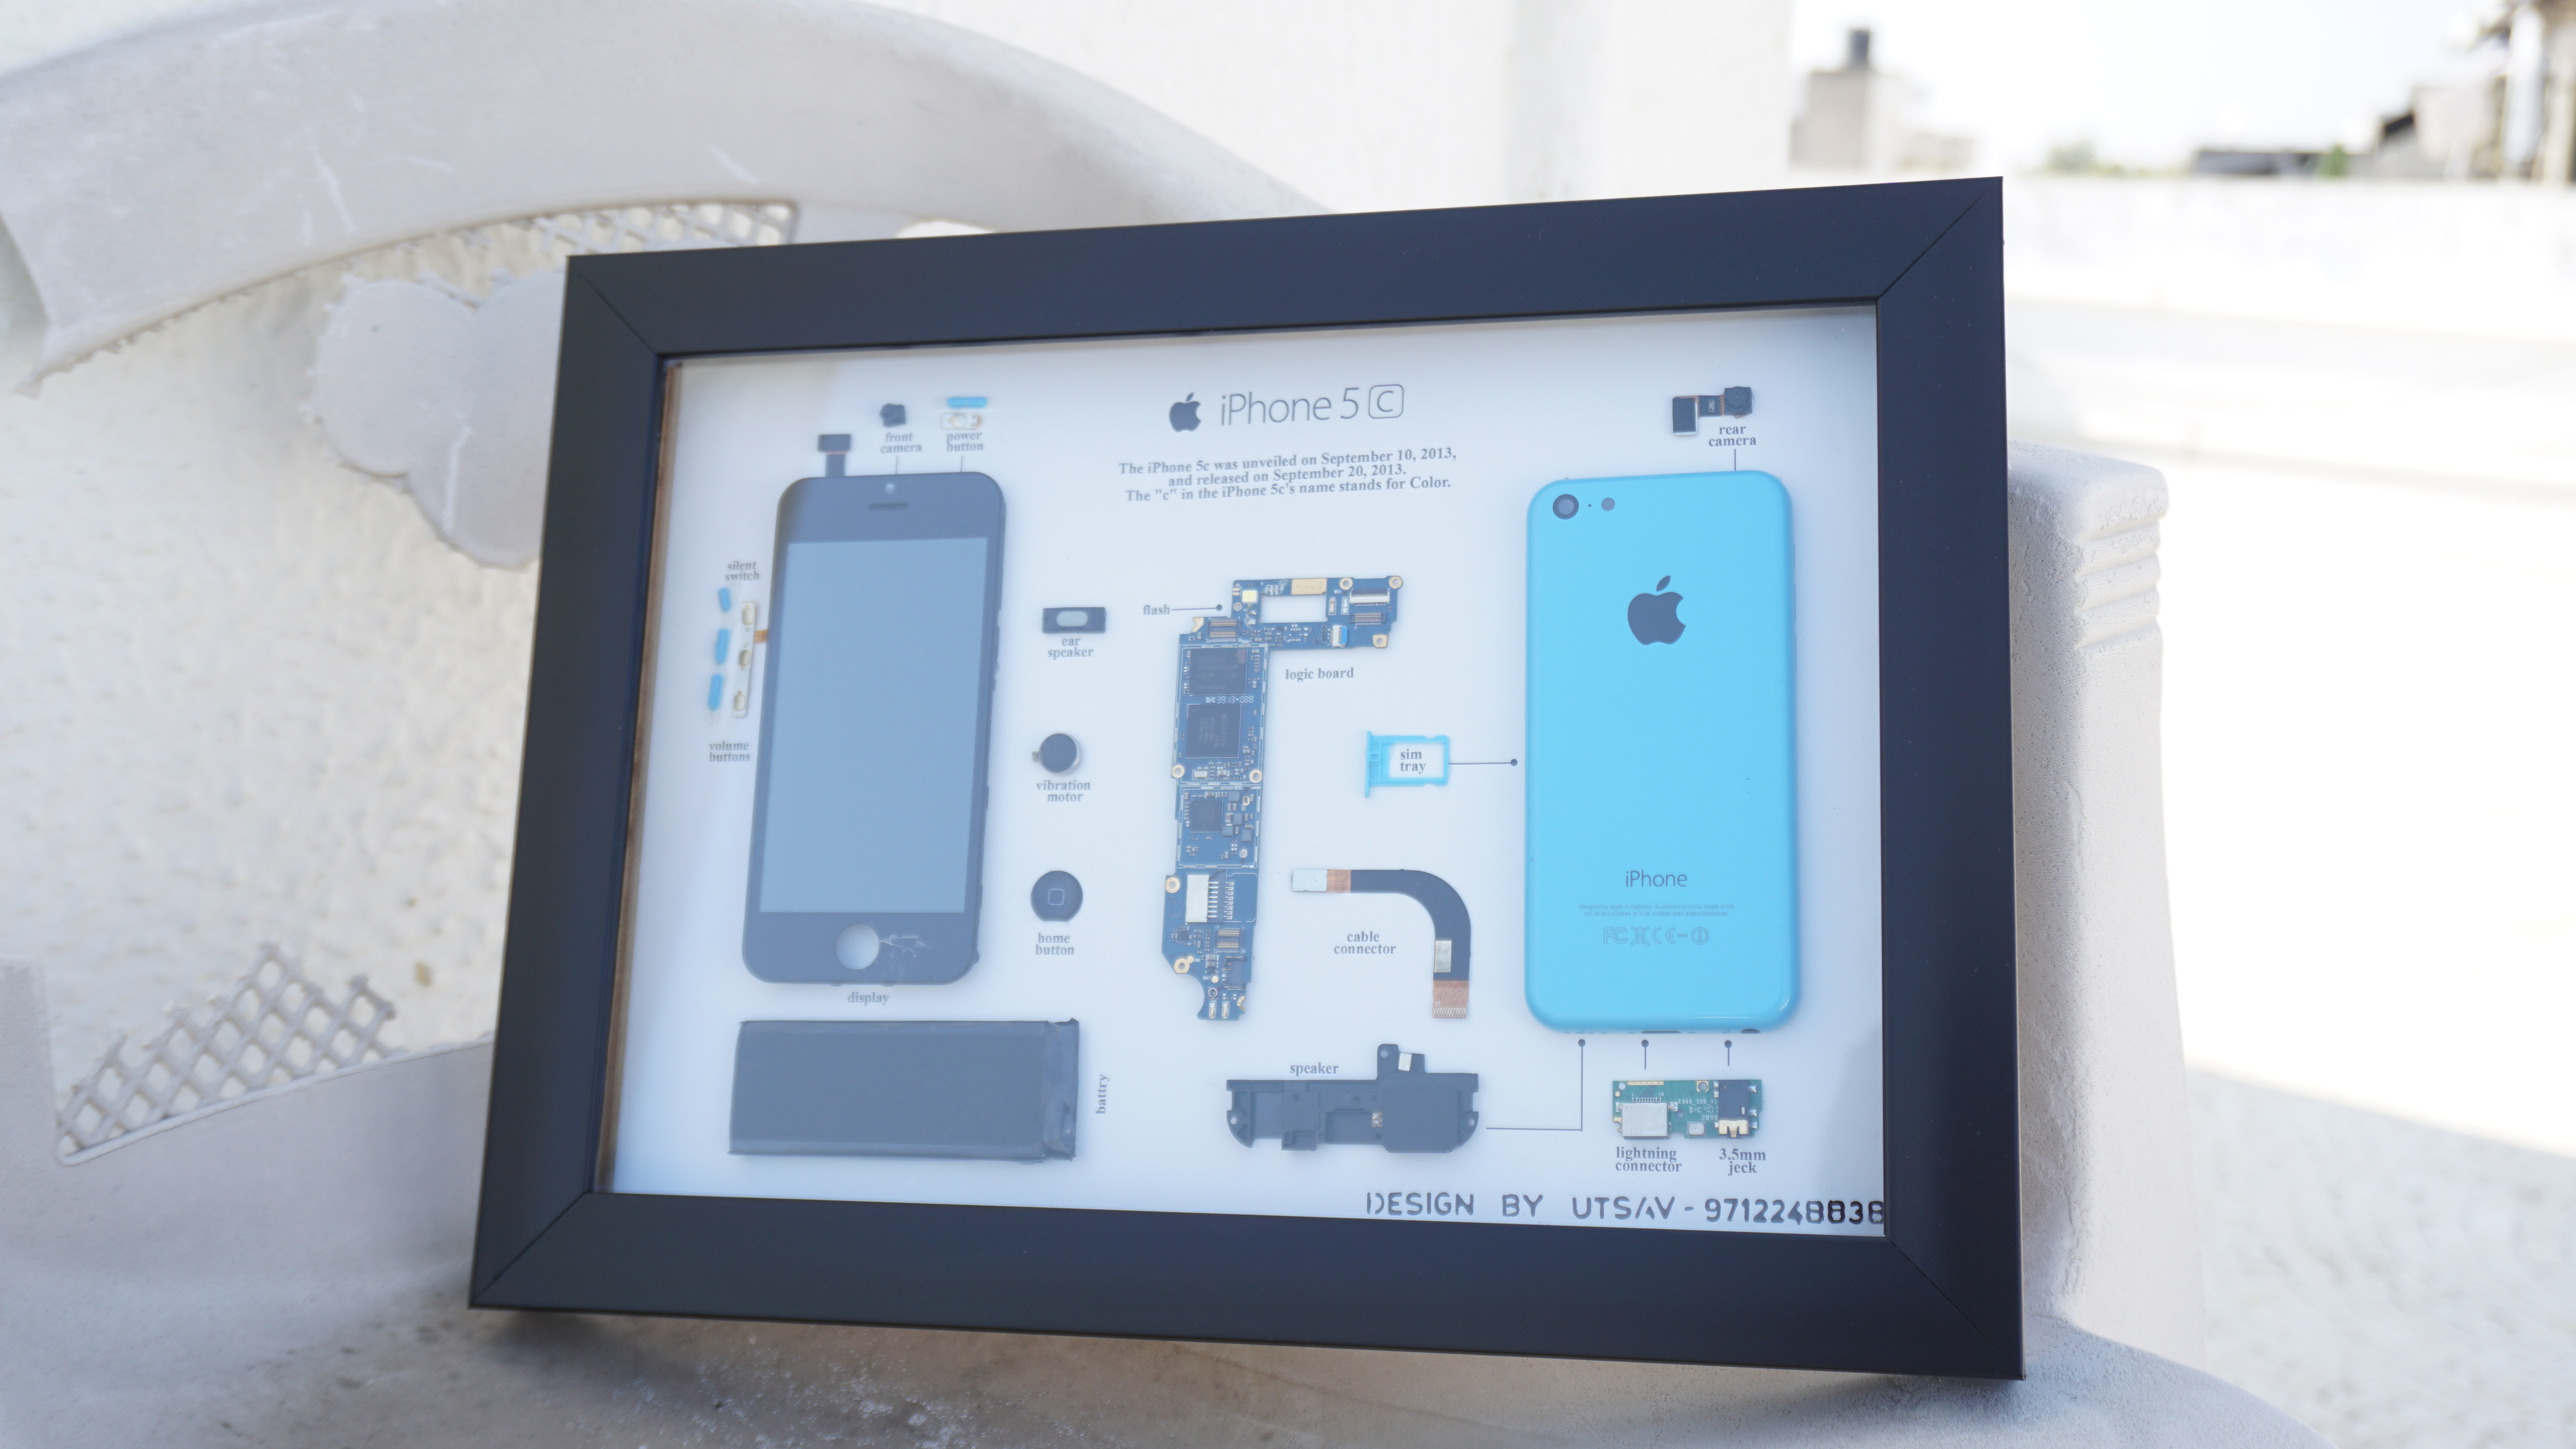 iPhone 5 C
The iPhone 5c was unveiled on September 10, 2013,
and released on September 20, 2013.
The "c" in the iPhone 5c's name stands for Color.
front
camera
power
button
rear
camera
silent
switch
volume
buttons
ear
speaker
flash
logic board
vibration
motor
sim
tray
home
button
cable
connector
display
iPhone
battry
speaker
lightning
connector
3.5mm
jeck
DESIGN BY UTSAV - 9712248838